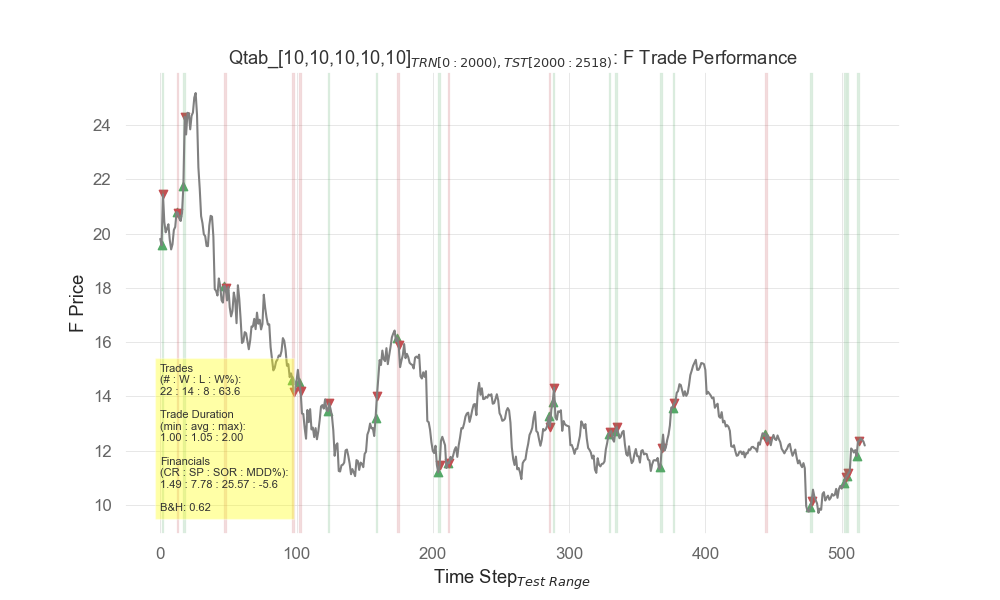 Qtab_[10,10,10,10,10]TRN[0 : 2000), TST[2000 : 2518): F Trade Performance
F Price
24
22
20
18
16
14
12
10
Trades
(# : W : L : W%):
22 : 14 : 8 : 63.6
Trade Duration
(min : avg : max):
1.00 : 1.05 : 2.00
Financials
(CR : SP : SOR : MDD%):
1.49 : 7.78 : 25.57 : -5.6
B&H: 0.62
0 100 200 300 400 500
Time StepTest Range